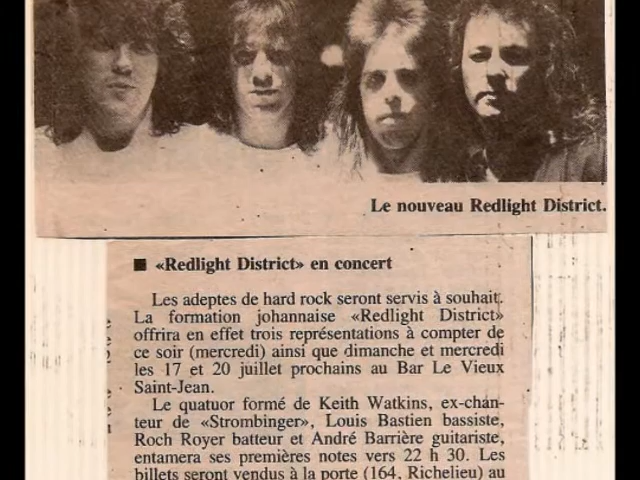 Le nouveau Redlight District.
■ «Redlight District» en concert
Les adeptes de hard rock seront servis à souhait.
La formation johannaise «Redlight District»
offrira en effet trois représentations à compter de
ce soir (mercredi) ainsi que dimanche et mercredi
les 17 et 20 juillet prochains au Bar Le Vieux
Saint-Jean.
Le quatuor formé de Keith Watkins, ex-chan-
teur de «Strombinger», Louis Bastien bassiste,
Roch Royer batteur et André Barrière guitariste,
entamera ses premières notes vers 22 h 30. Les
billets seront vendus à la porte (164, Richelieu) au